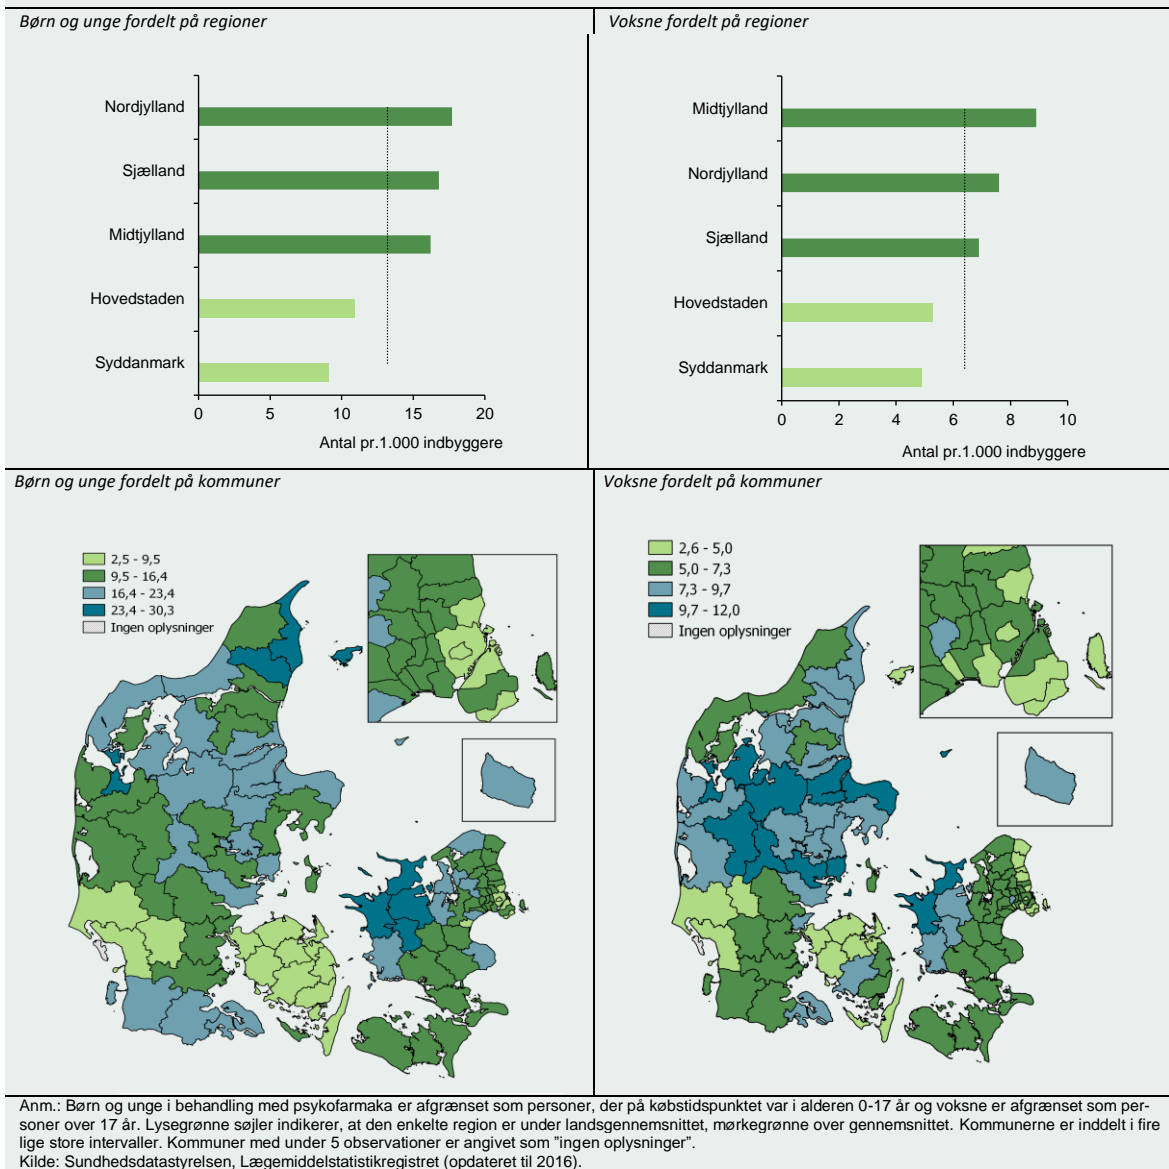 Børn og unge fordelt på regioner
Nordjylland
Sjælland
Midtjylland
Hovedstaden
Syddanmark
0 5 10 15 20
Antal pr.1.000 indbyggere
Voksne fordelt på regioner
Midtjylland
Nordjylland
Sjælland
Hovedstaden
Syddanmark
0 2 4 6 8 10
Antal pr.1.000 indbyggere
Børn og unge fordelt på kommuner
2,5 - 9,5
9,5 - 16,4
16,4 - 23,4
23,4 - 30,3
Ingen oplysninger
Voksne fordelt på kommuner
2,6 - 5,0
5,0 - 7,3
7,3 - 9,7
9,7 - 12,0
Ingen oplysninger
Anm.: Børn og unge i behandling med psykofarmaka er afgrænset som personer, der på købstidspunktet var i alderen 0-17 år og voksne er afgrænset som per-
soner over 17 år. Lysegrønne søjler indikerer, at den enkelte region er under landsgennemsnittet, mørkegrønne over gennemsnittet. Kommunerne er inddelt i fire
lige store intervaller. Kommuner med under 5 observationer er angivet som "ingen oplysninger".
Kilde: Sundhedsdatastyrelsen, Lægemiddelstatistikregistret (opdateret til 2016).